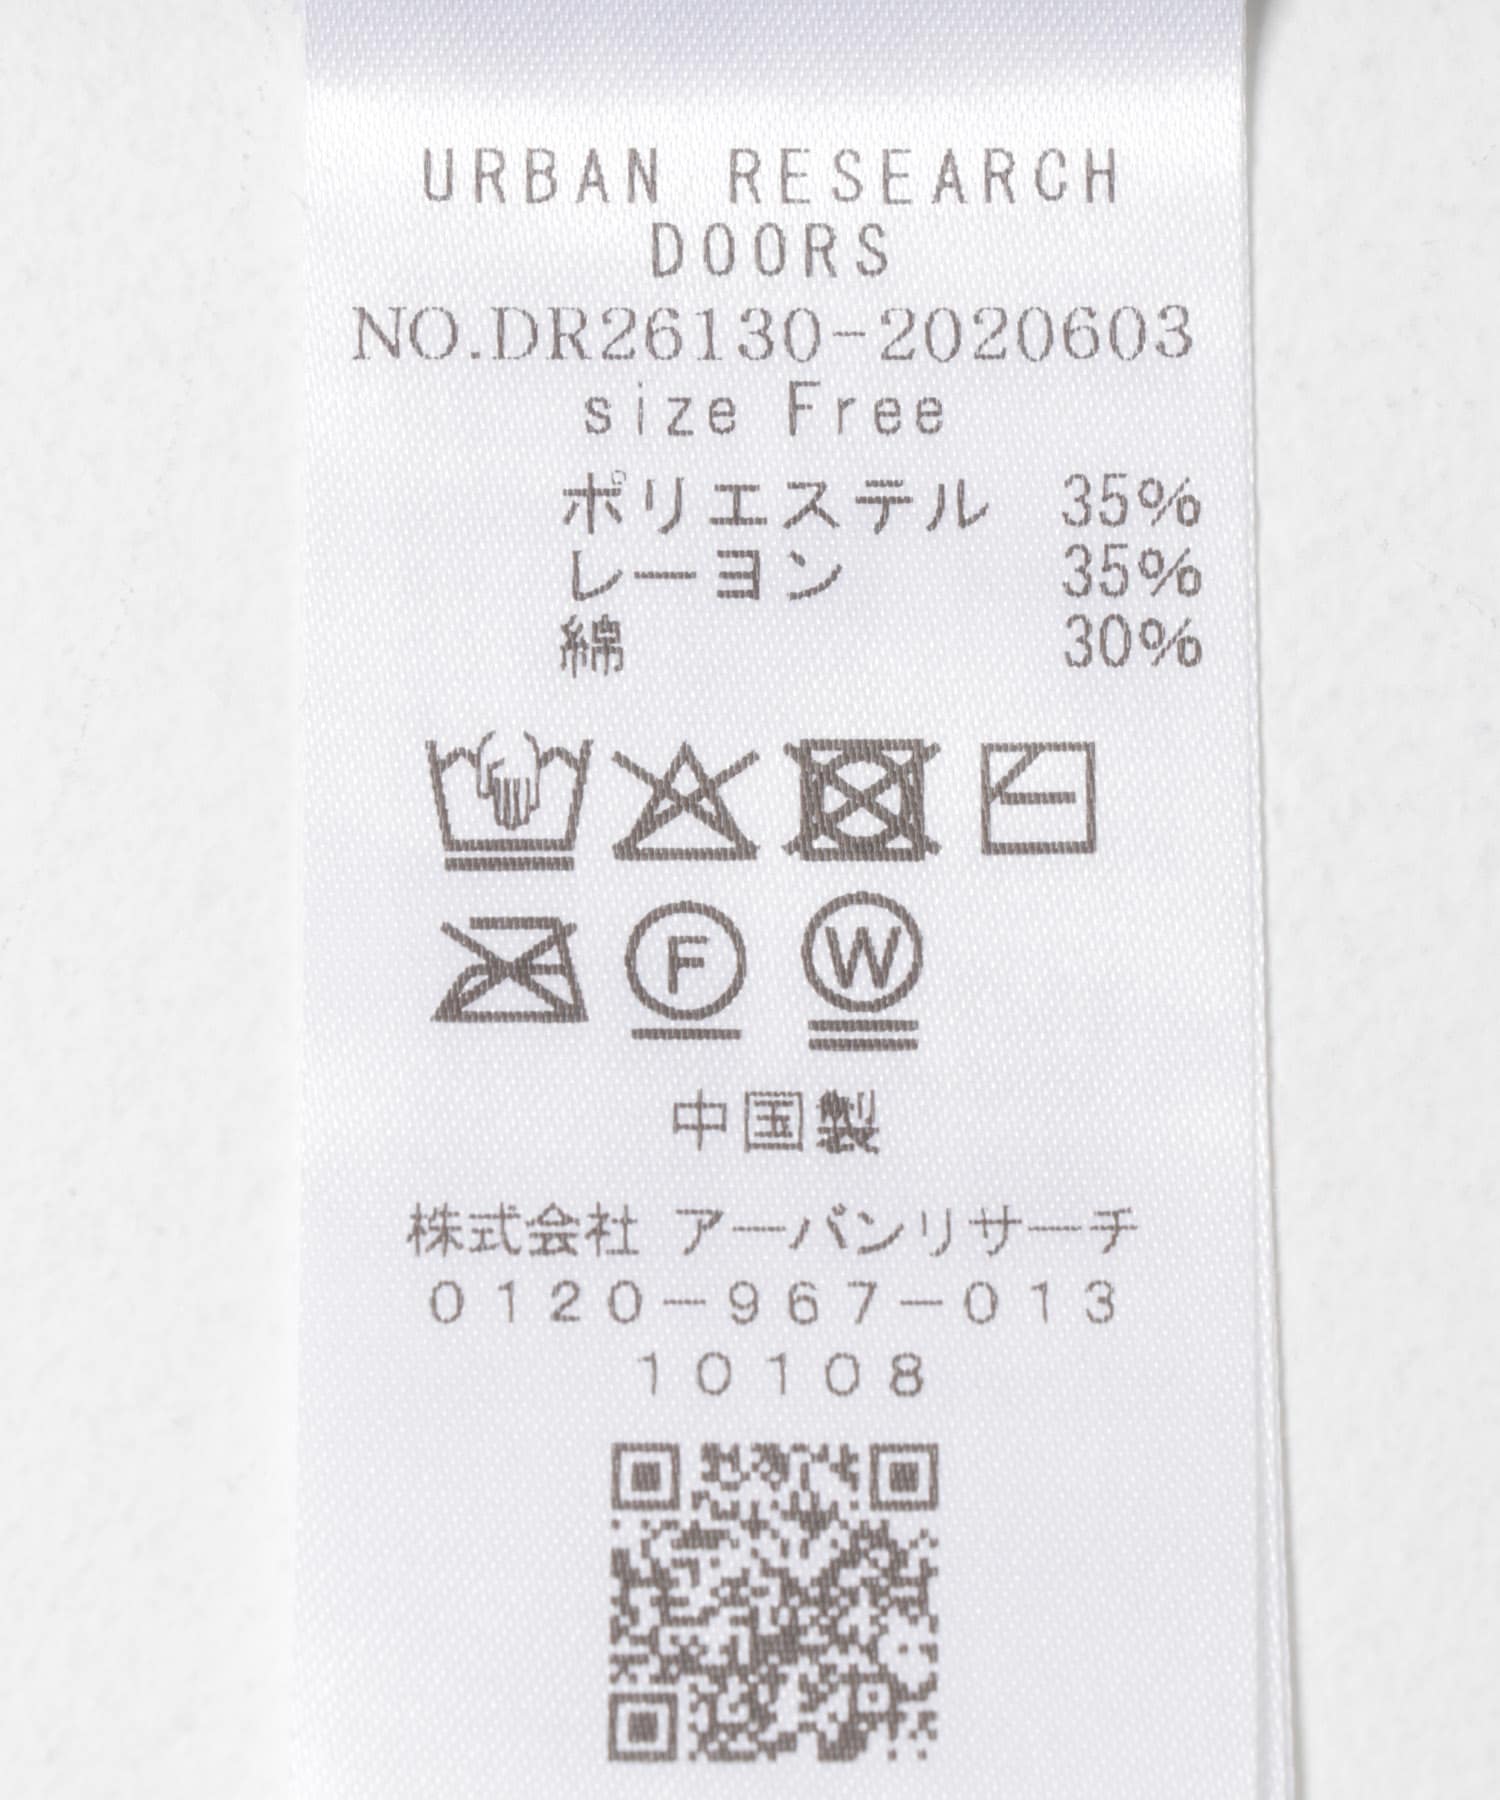 URBAN RESEARCH
DOORS
NO.DR26130-2020603
size Free
ポリエステル 35%
レーヨン 35%
綿 30%
F W
中国製
株式会社 アーバンリサーチ
0120-967-013
10108